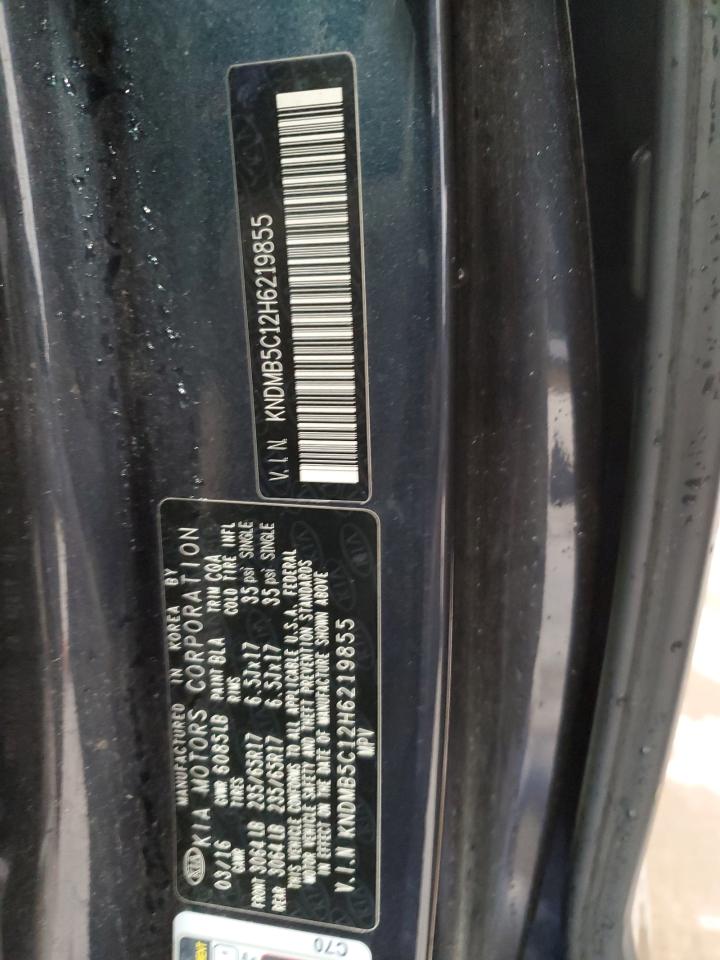 V.I.N KNDMB5C12H6219855
MANUFACTURED IN KOREA BY
KIA KIA MOTORS CORPORATION
03/16 GVWR 6085LB PAINT BLA TRIM CQA
GAWR TIRES RIMS COLD TIRE INFL
FRONT 3064LB 235/65R17 6.5Jx17 35psi SINGLE
REAR 3064LB 235/65R17 6.5Jx17 35psi SINGLE
THIS VEHICLE CONFORMS TO ALL APPLICABLE U.S.A. FEDERAL
MOTOR VEHICLE SAFETY AND THEFT PREVENTION STANDARDS
IN EFFECT ON THE DATE OF MANUFACTURE SHOWN ABOVE
V.I.N KNDMB5C12H6219855
MPV
C70